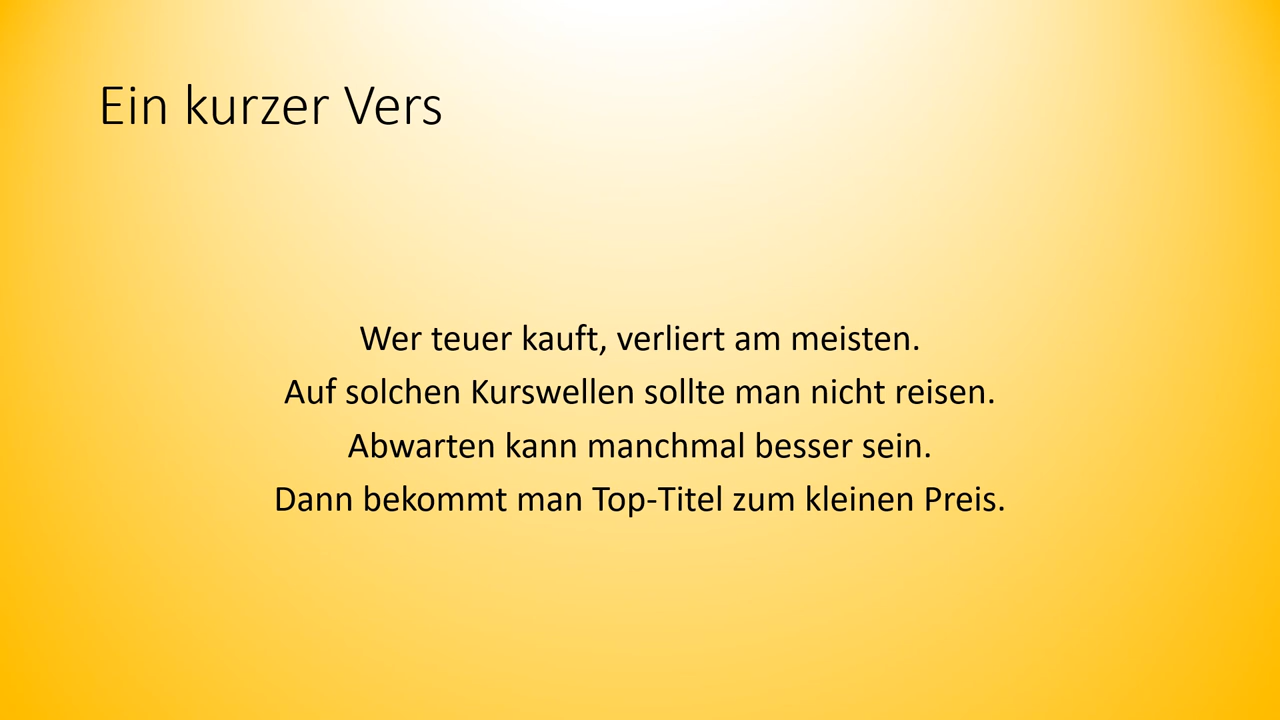 Ein kurzer Vers
Wer teuer kauft, verliert am meisten.
Auf solchen Kurswellen sollte man nicht reisen.
Abwarten kann manchmal besser sein.
Dann bekommt man Top-Titel zum kleinen Preis.